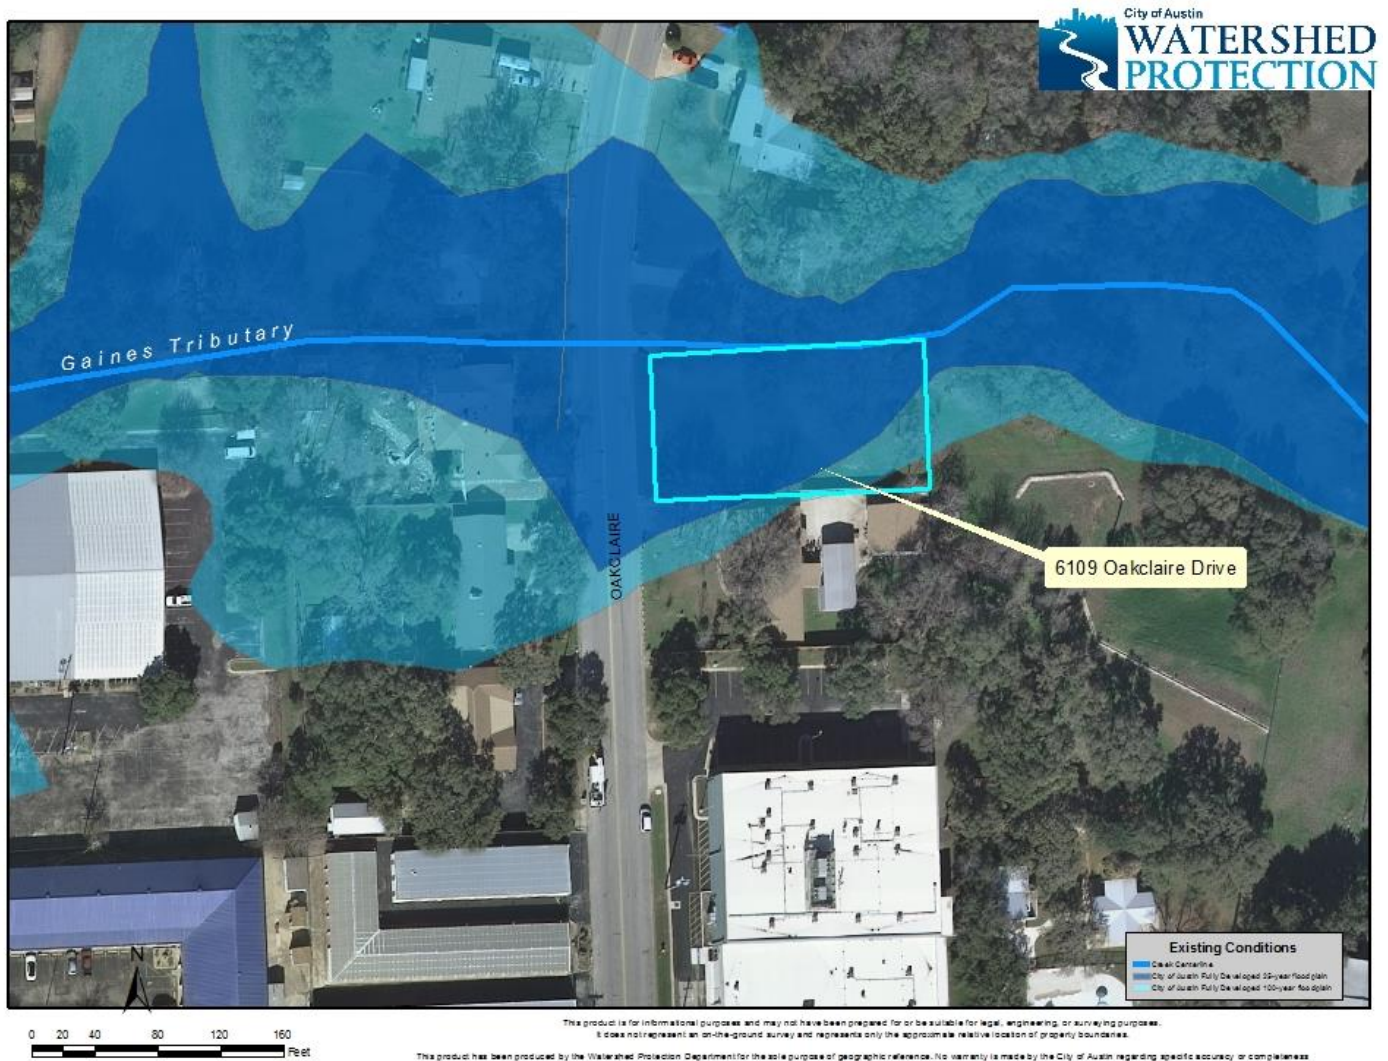 City of Austin
WATERSHED
PROTECTION
Gaines Tributary
OAKCLAIRE
6109 Oakclaire Drive
Existing Conditions
Creek Centerline
City of Austin Fully Developed 25-year floodplain
City of Austin Fully Developed 100-year floodplain
N
0 20 40 80 120 160
Feet
This product is for informational purposes and may not have been prepared for or be suitable for legal, engineering, or surveying purposes.
It does not represent an on-the-ground survey and represents only the approximate relative location of property boundaries.
This product has been produced by the Watershed Protection Department for the sole purpose of geographic reference. No warranty is made by the City of Austin regarding specific accuracy or completeness